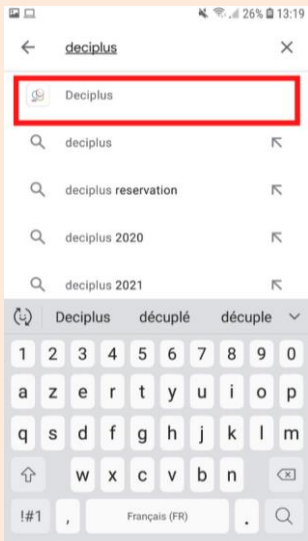 26% 13:19
deciplus
Deciplus
deciplus
deciplus reservation
deciplus 2020
deciplus 2021
Deciplus décuplé décuple
1 2 3 4 5 6 7 8 9 0
a z e r t y u i o p
q s d f g h j k l m
w x c v b n
!#1 , Français (FR) .